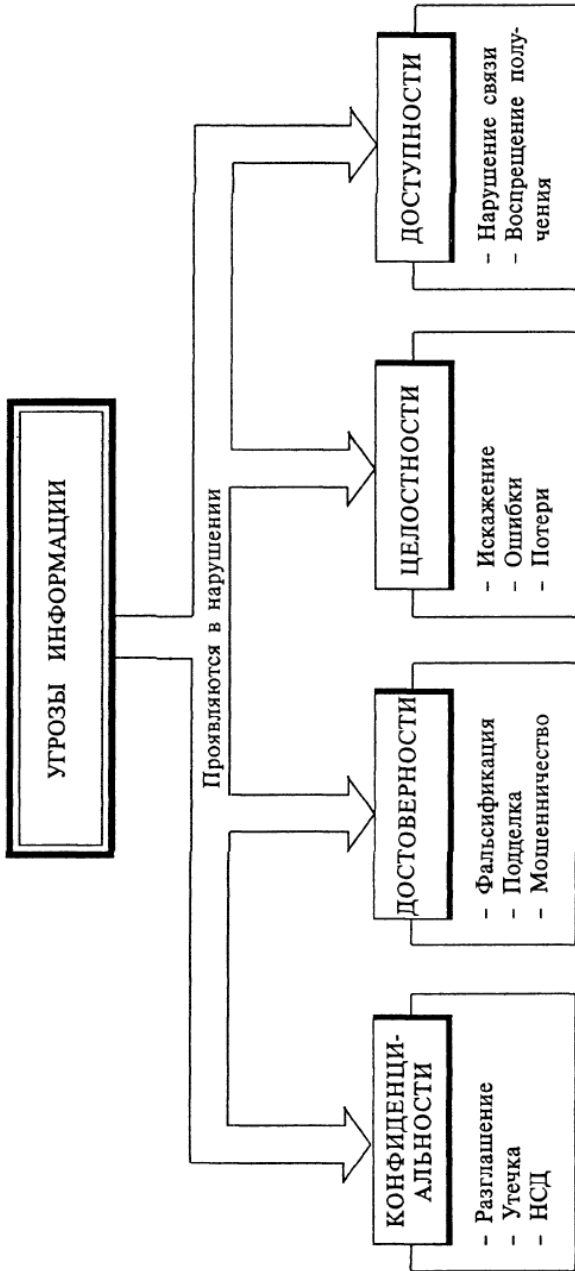 УГРОЗЫ ИНФОРМАЦИИ
Проявляются в нарушении
КОНФИДЕНЦИ-
АЛЬНОСТИ
- Разглашение
- Утечка
- НСД
ДОСТОВЕРНОСТИ
- Фальсификация
- Подделка
- Мошенничество
ЦЕЛОСТНОСТИ
- Искажение
- Ошибки
- Потери
ДОСТУПНОСТИ
- Нарушение связи
- Воспрещение полу-
чения